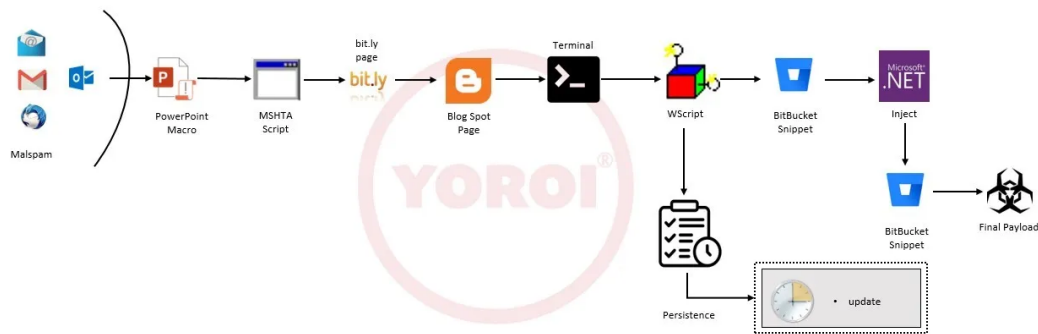 Malspam
PowerPoint
Macro
MSHTA
Script
bit.ly
page
bit.ly
Blog Spot
Page
Terminal
WScript
BitBucket
Snippet
Microsoft®
.NET
Inject
BitBucket
Snippet
Final Payload
YOROI®
Persistence
• update